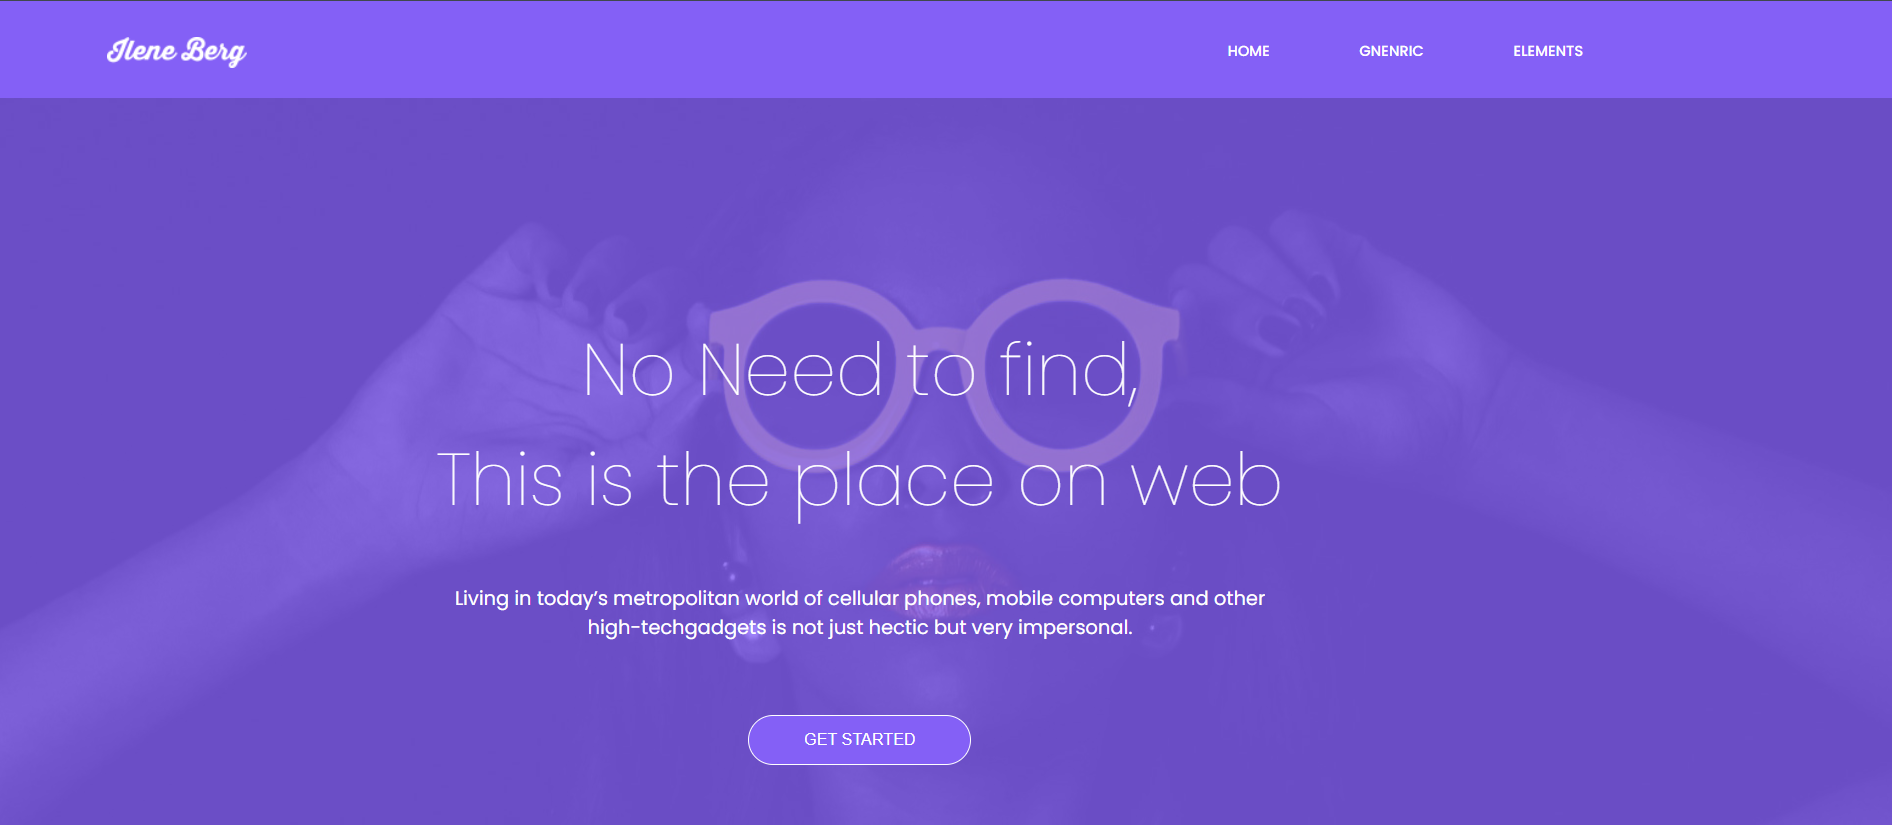 Ilene Berg
HOME GNENRIC ELEMENTS
No Need to find,
This is the place on web
Living in today’s metropolitan world of cellular phones, mobile computers and other
high-techgadgets is not just hectic but very impersonal.
GET STARTED